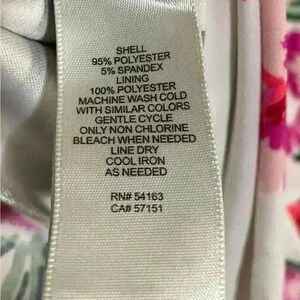 SHELL
95% POLYESTER
5% SPANDEX
LINING
100% POLYESTER
MACHINE WASH COLD
WITH SIMILAR COLORS
GENTLE CYCLE
ONLY NON CHLORINE
BLEACH WHEN NEEDED
LINE DRY
COOL IRON
AS NEEDED
RN# 54163
CA# 57151